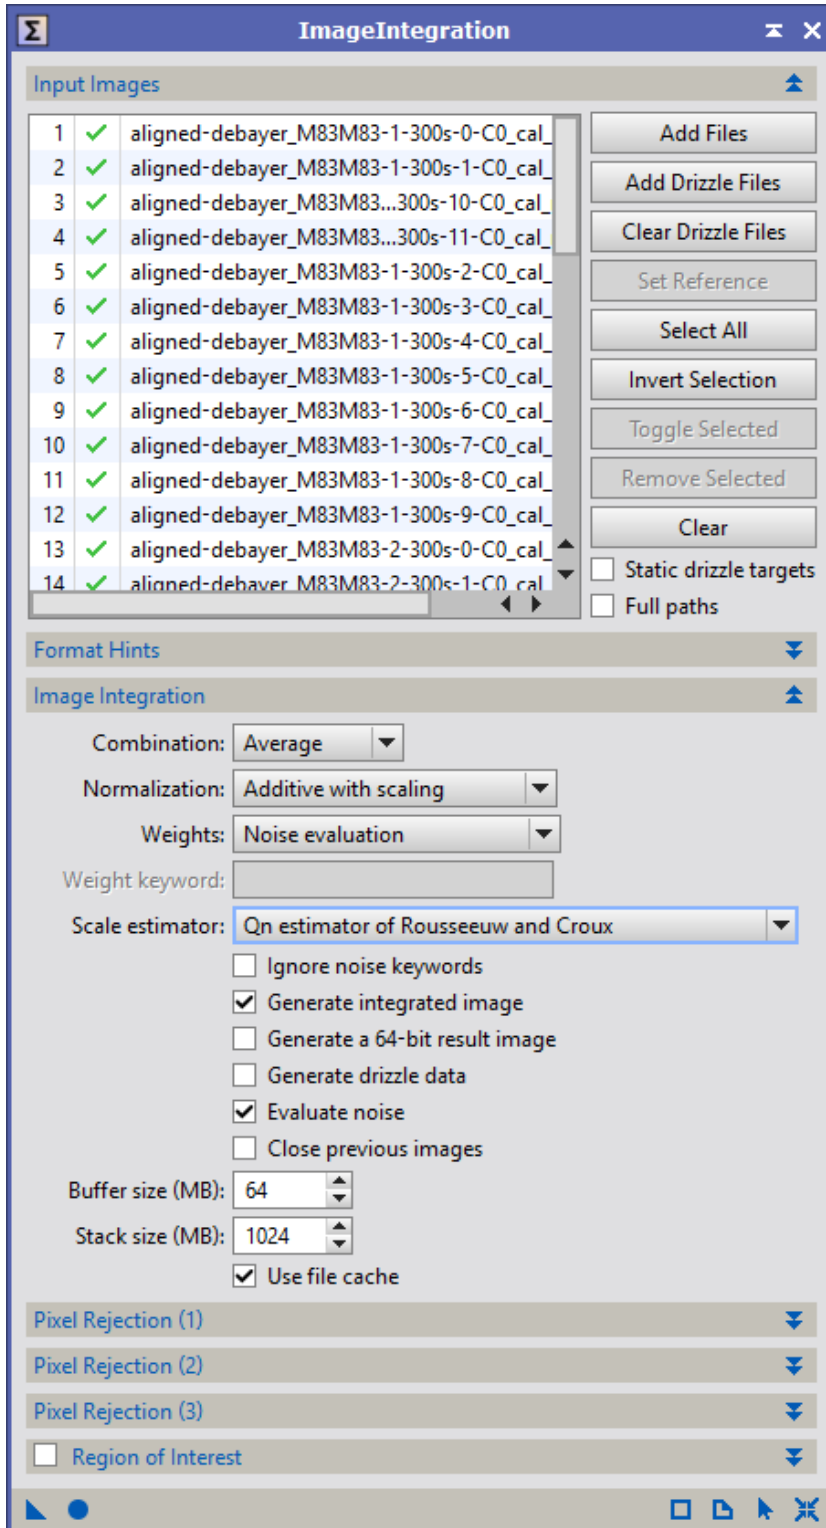 Σ ImageIntegration
Input Images
1 aligned-debayer_M83M83-1-300s-0-C0_cal_
2 aligned-debayer_M83M83-1-300s-1-C0_cal_
3 aligned-debayer_M83M83...300s-10-C0_cal_
4 aligned-debayer_M83M83...300s-11-C0_cal_
5 aligned-debayer_M83M83-1-300s-2-C0_cal_
6 aligned-debayer_M83M83-1-300s-3-C0_cal_
7 aligned-debayer_M83M83-1-300s-4-C0_cal_
8 aligned-debayer_M83M83-1-300s-5-C0_cal_
9 aligned-debayer_M83M83-1-300s-6-C0_cal_
10 aligned-debayer_M83M83-1-300s-7-C0_cal_
11 aligned-debayer_M83M83-1-300s-8-C0_cal_
12 aligned-debayer_M83M83-1-300s-9-C0_cal_
13 aligned-debayer_M83M83-2-300s-0-C0_cal_
14 aligned-debayer_M83M83-2-300s-1-C0_cal
Add Files
Add Drizzle Files
Clear Drizzle Files
Set Reference
Select All
Invert Selection
Toggle Selected
Remove Selected
Clear
Static drizzle targets
Full paths
Format Hints
Image Integration
Combination: Average
Normalization: Additive with scaling
Weights: Noise evaluation
Weight keyword:
Scale estimator: Qn estimator of Rousseeuw and Croux
Ignore noise keywords
Generate integrated image
Generate a 64-bit result image
Generate drizzle data
Evaluate noise
Close previous images
Buffer size (MB): 64
Stack size (MB): 1024
Use file cache
Pixel Rejection (1)
Pixel Rejection (2)
Pixel Rejection (3)
Region of Interest